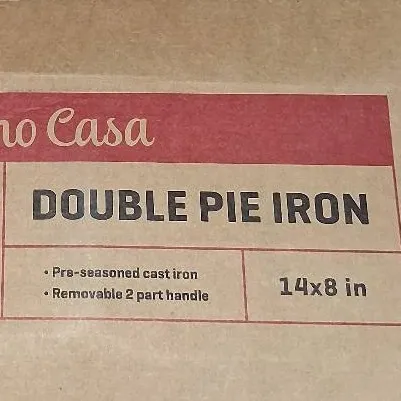 no Casa
DOUBLE PIE IRON
• Pre-seasoned cast iron
• Removable 2 part handle
14x8 in